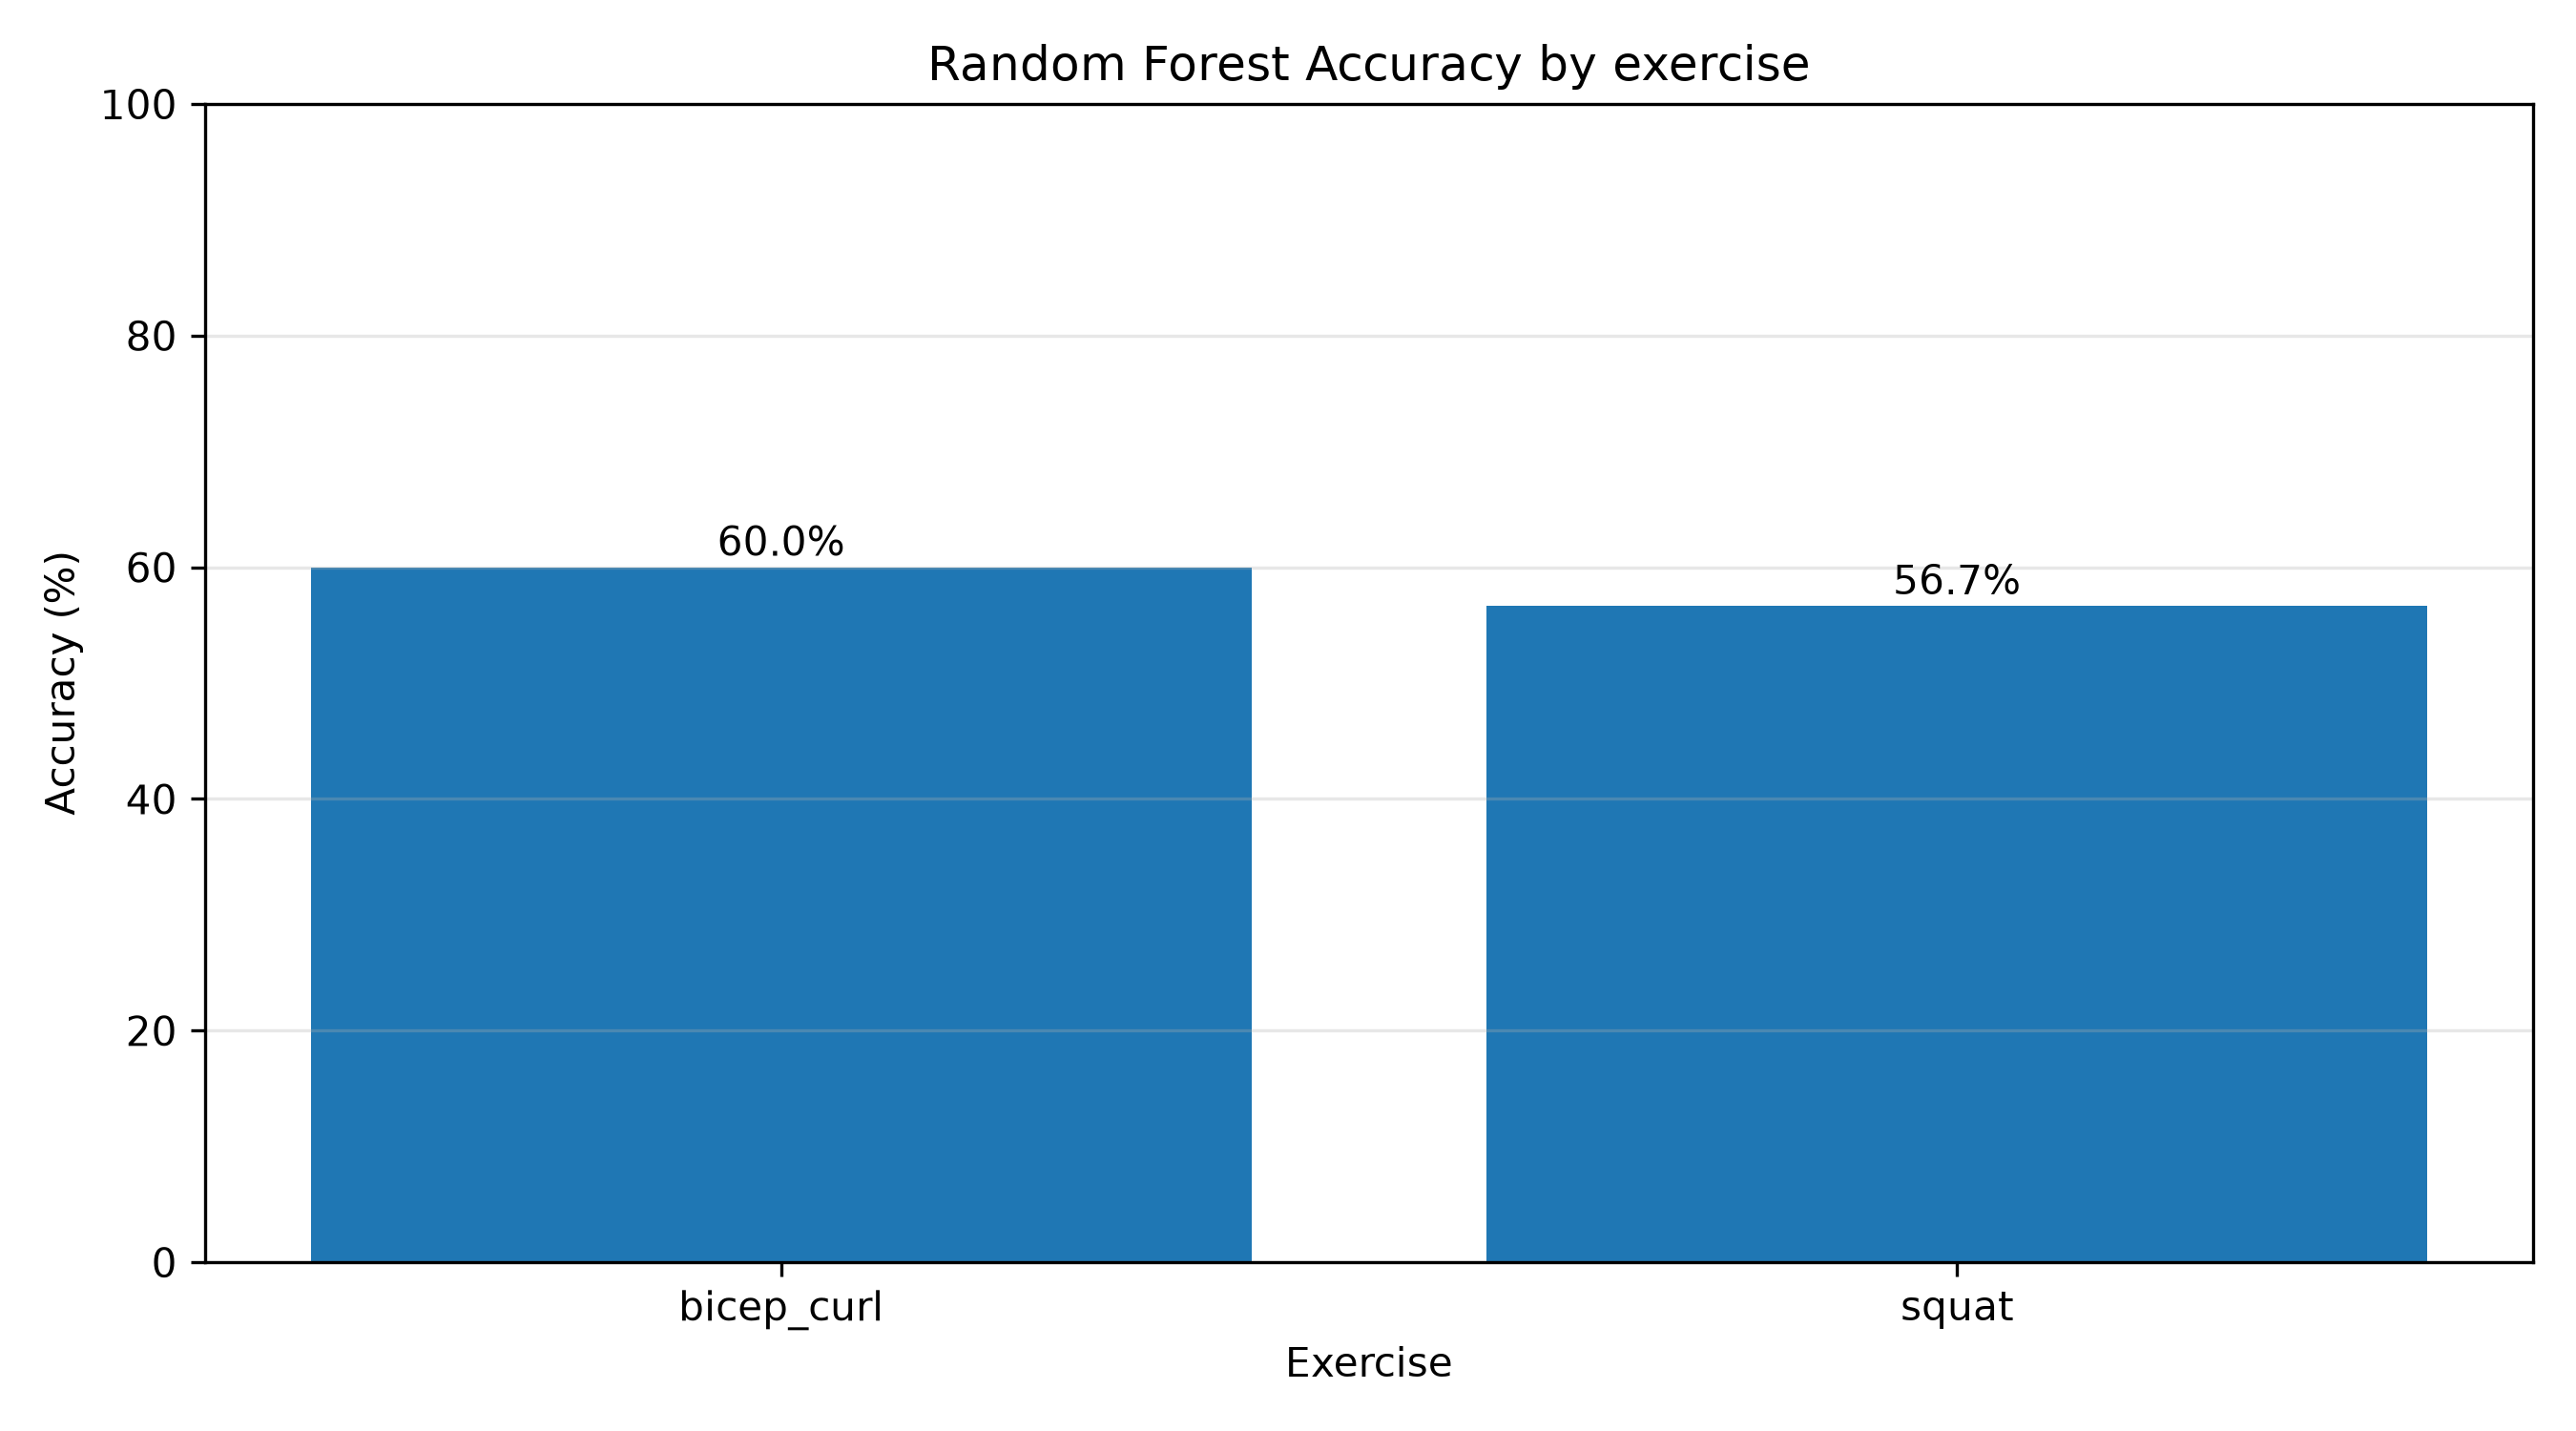 Random Forest Accuracy by exercise
100
80
60
40
20
0
Accuracy (%)
60.0%
56.7%
bicep_curl
squat
Exercise